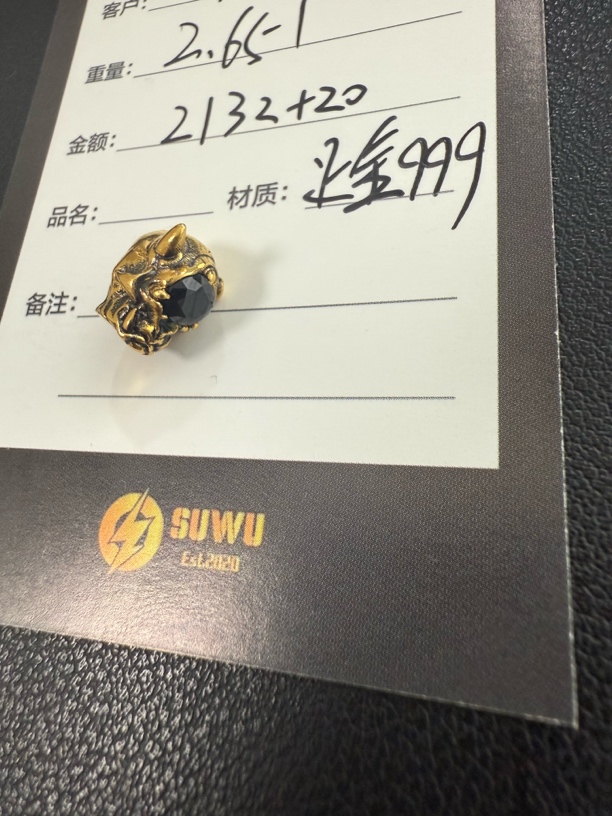 客户:
重量: 2.65-1
金额: 2132+20
品名: 材质: 足金999
备注:
SUWU
Est.2020